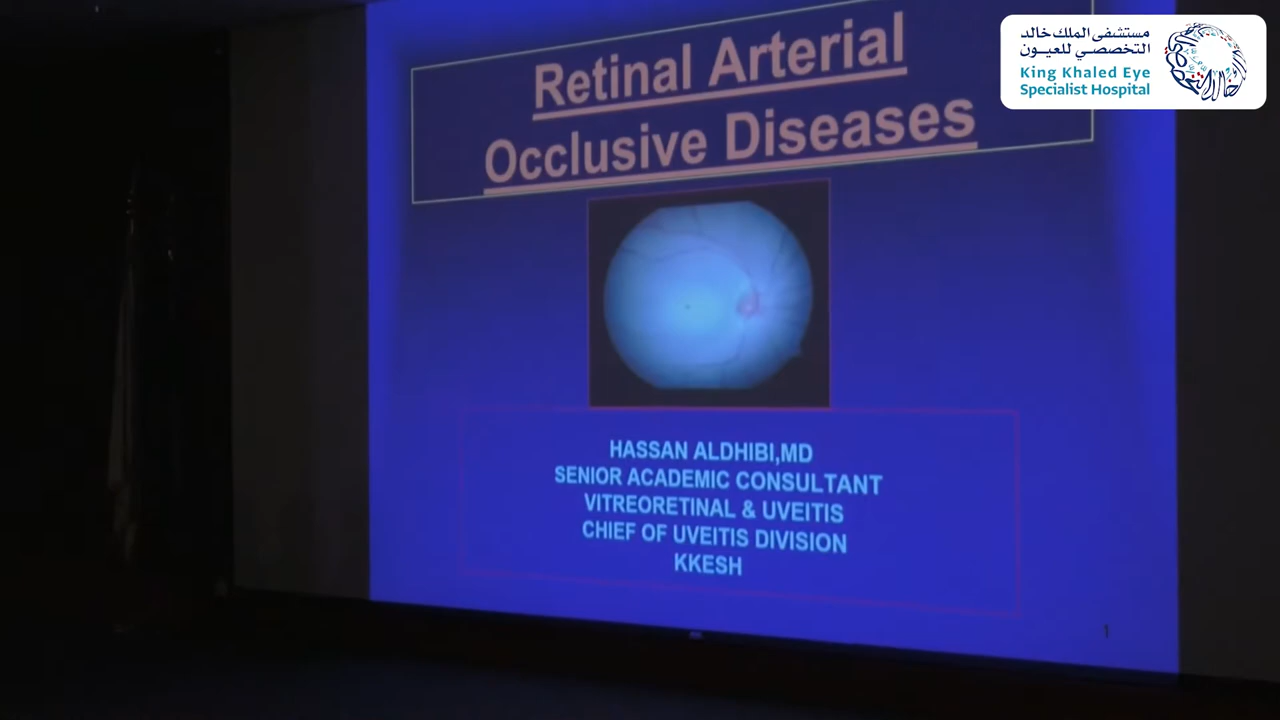 Retinal Arterial
Occlusive Diseases
HASSAN ALDHIBI,MD
SENIOR ACADEMIC CONSULTANT
VITREORETINAL & UVEITIS
CHIEF OF UVEITIS DIVISION
KKESH
1
مستشفى الملك خالد
التخصصي للعيون
King Khaled Eye
Specialist Hospital